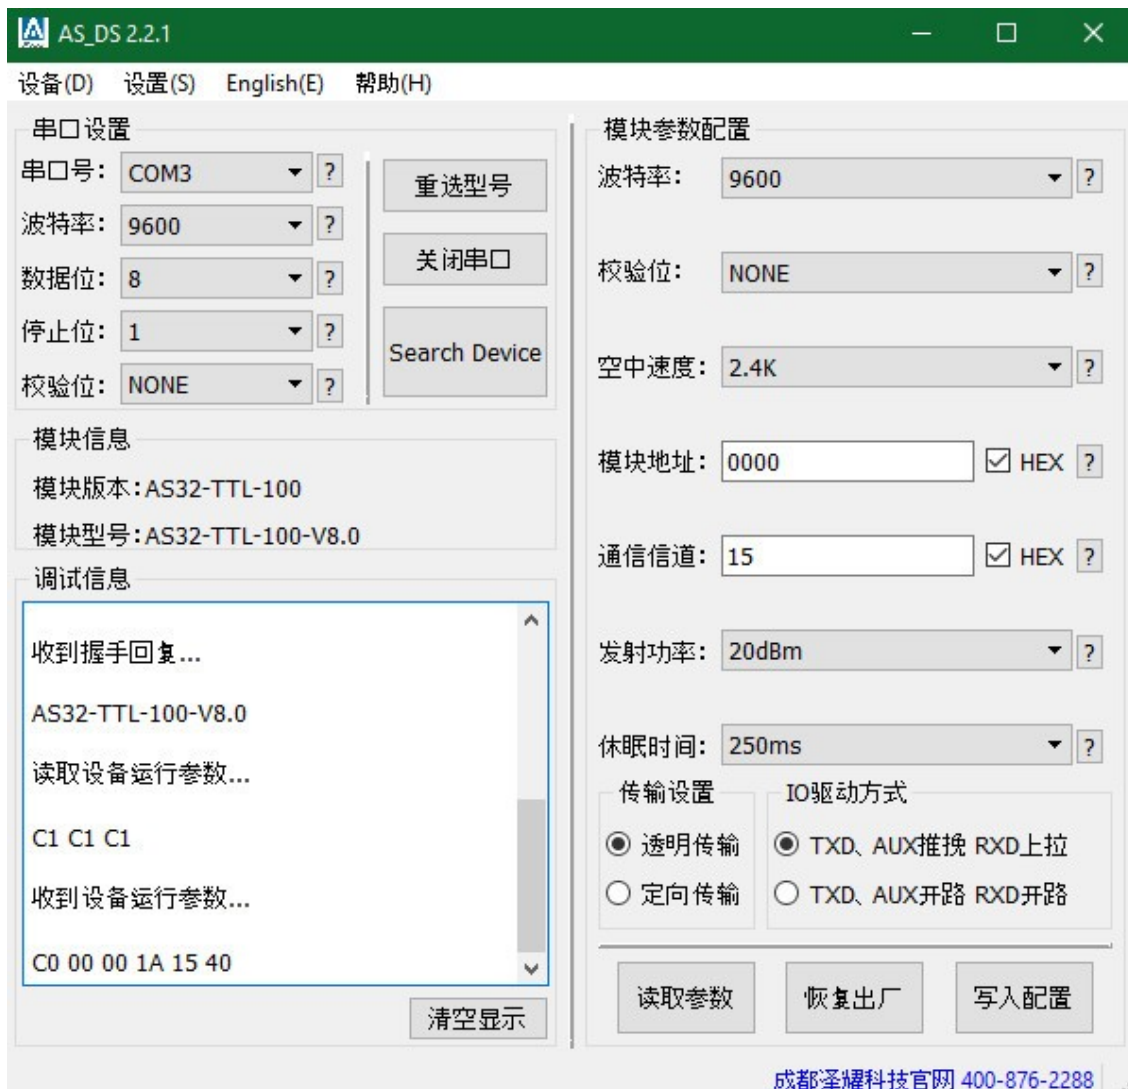 AS_DS 2.2.1
设备(D) 设置(S) English(E) 帮助(H)
串口设置
串口号: COM3 ?
波特率: 9600 ?
数据位: 8 ?
停止位: 1 ?
校验位: NONE ?
重选型号
关闭串口
Search Device
模块信息
模块版本:AS32-TTL-100
模块型号:AS32-TTL-100-V8.0
调试信息
收到握手回复...
AS32-TTL-100-V8.0
读取设备运行参数...
C1 C1 C1
收到设备运行参数...
C0 00 00 1A 15 40
清空显示
模块参数配置
波特率: 9600 ?
校验位: NONE ?
空中速度: 2.4K ?
模块地址: 0000 HEX ?
通信信道: 15 HEX ?
发射功率: 20dBm ?
休眠时间: 250ms ?
传输设置
透明传输
定向传输
IO驱动方式
TXD、AUX推挽 RXD上拉
TXD、AUX开路 RXD开路
读取参数 恢复出厂 写入配置
成都泽耀科技官网 400-876-2288